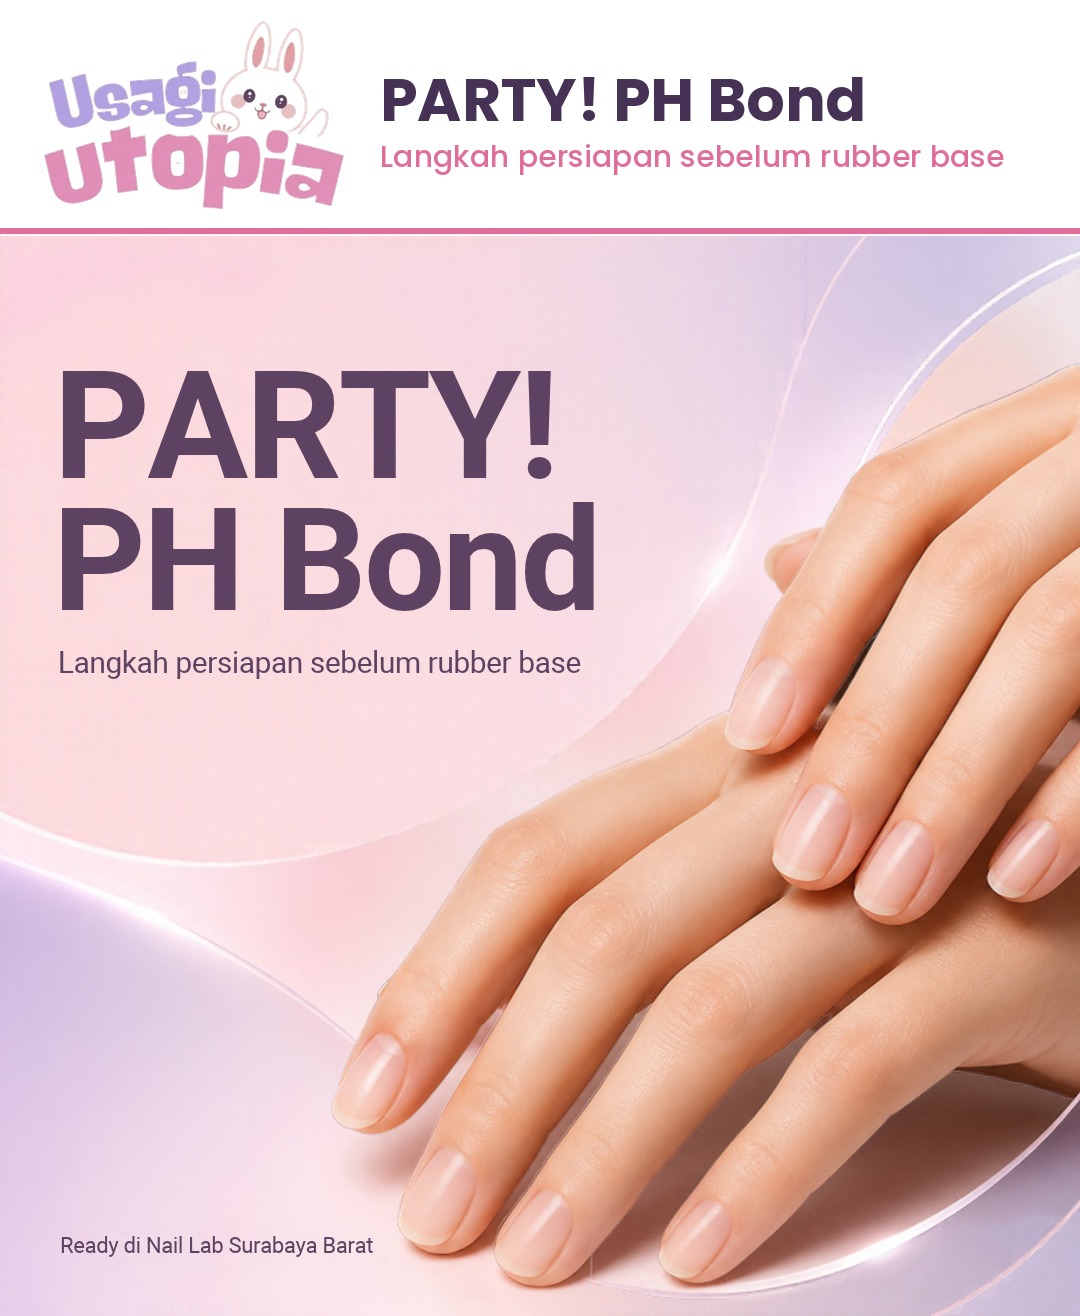 Usagi
utopia
PARTY! PH Bond
Langkah persiapan sebelum rubber base
PARTY!
PH Bond
Langkah persiapan sebelum rubber base
Ready di Nail Lab Surabaya Barat